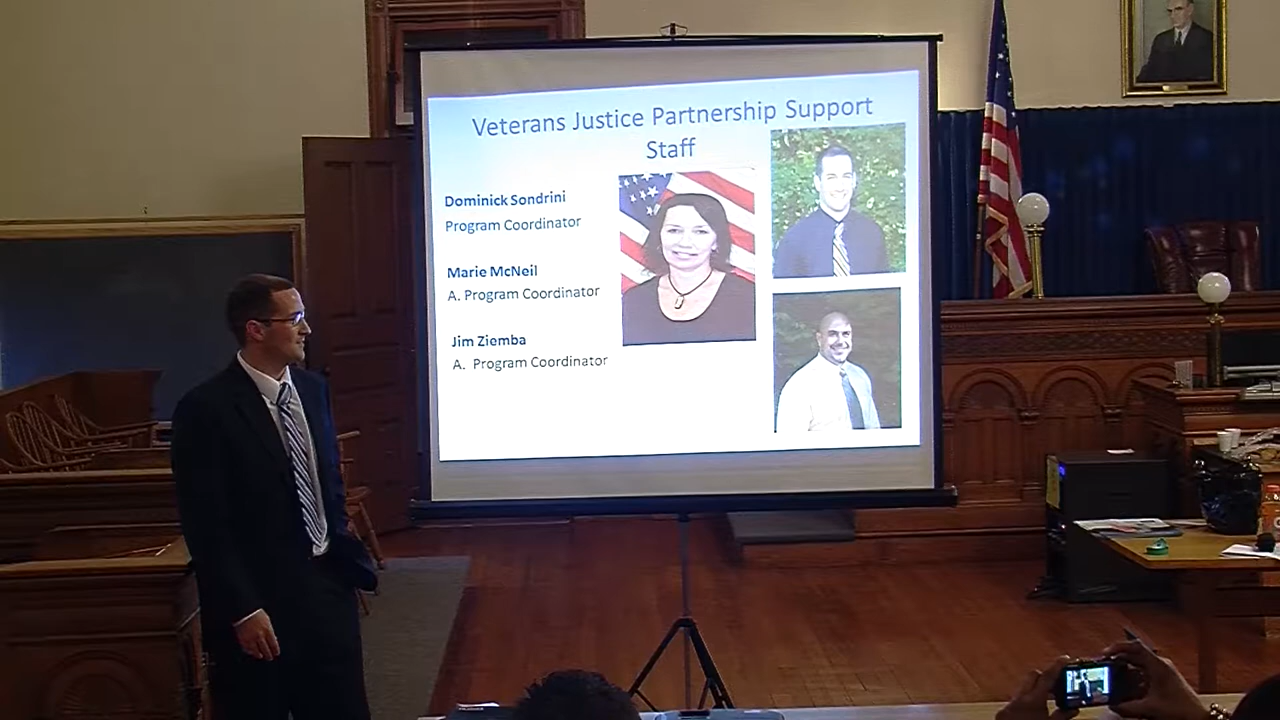 Veterans Justice Partnership Support
Staff
Dominick Sondrini
Program Coordinator
Marie McNeil
A. Program Coordinator
Jim Ziemba
A. Program Coordinator